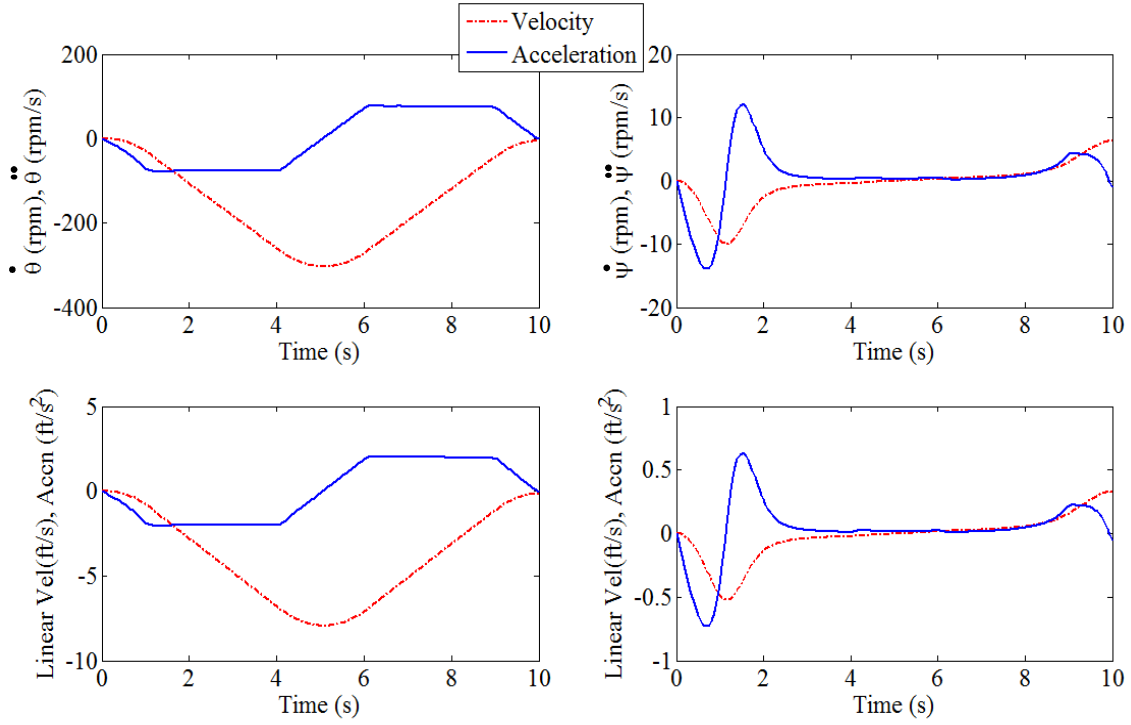 Velocity
Acceleration
200
0
-200
-400
0 2 4 6 8 10
Time (s)
θ̇ (rpm), θ̈ (rpm/s)
20
10
0
-10
-20
0 2 4 6 8 10
Time (s)
ψ̇ (rpm), ψ̈ (rpm/s)
5
0
-5
-10
0 2 4 6 8 10
Time (s)
Linear Vel(ft/s), Accn (ft/s²)
1
0.5
0
-0.5
-1
0 2 4 6 8 10
Time (s)
Linear Vel(ft/s), Accn (ft/s²)